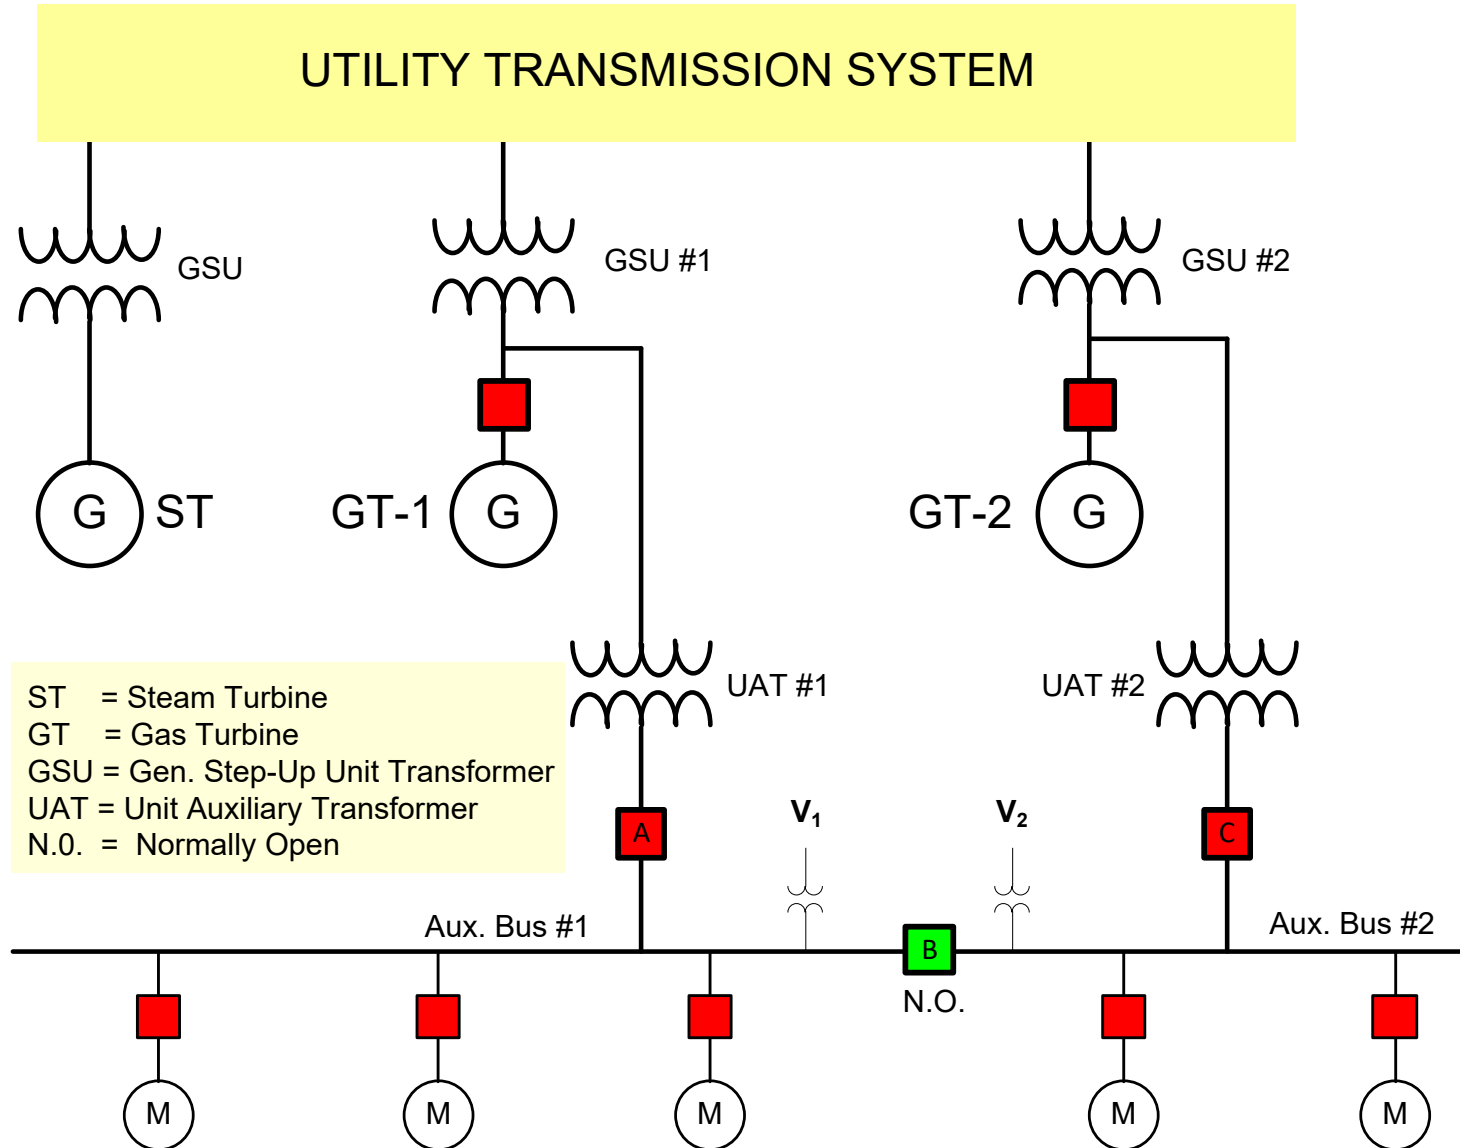 UTILITY TRANSMISSION SYSTEM
GSU
GSU #1
GSU #2
G
ST
GT-1
G
GT-2
G
UAT #1
UAT #2
ST = Steam Turbine
GT = Gas Turbine
GSU = Gen. Step-Up Unit Transformer
UAT = Unit Auxiliary Transformer
N.0. = Normally Open
A
V1
V2
C
Aux. Bus #1
B
Aux. Bus #2
N.O.
M
M
M
M
M